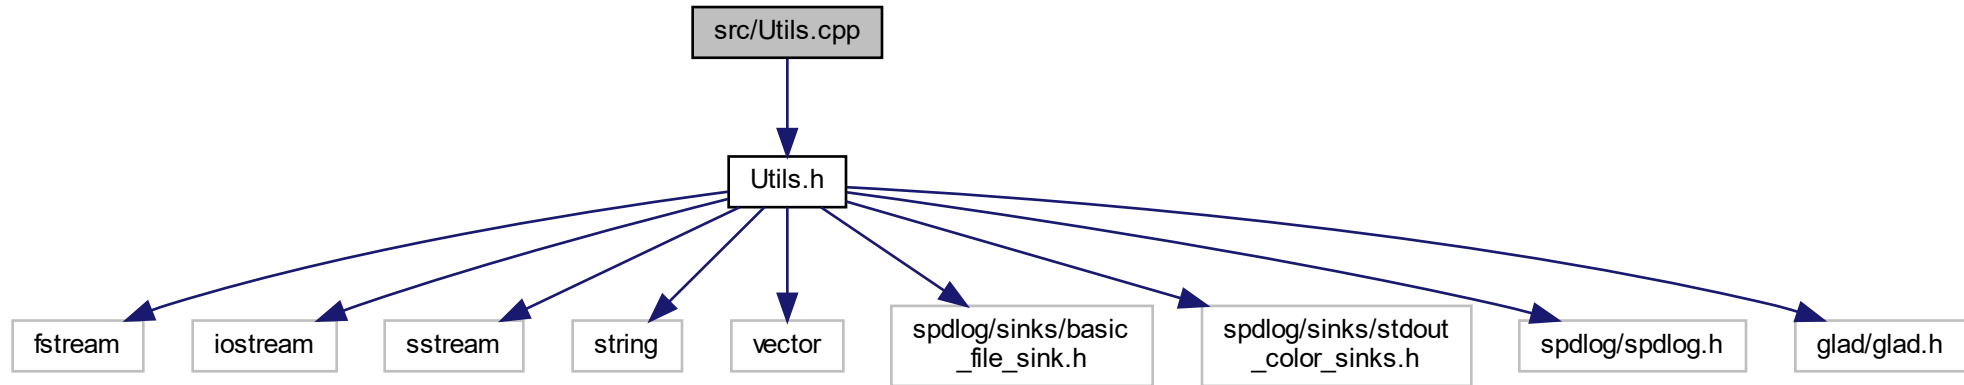 src/Utils.cpp
Utils.h
fstream
iostream
sstream
string
vector
spdlog/sinks/basic
_file_sink.h
spdlog/sinks/stdout
_color_sinks.h
spdlog/spdlog.h
glad/glad.h